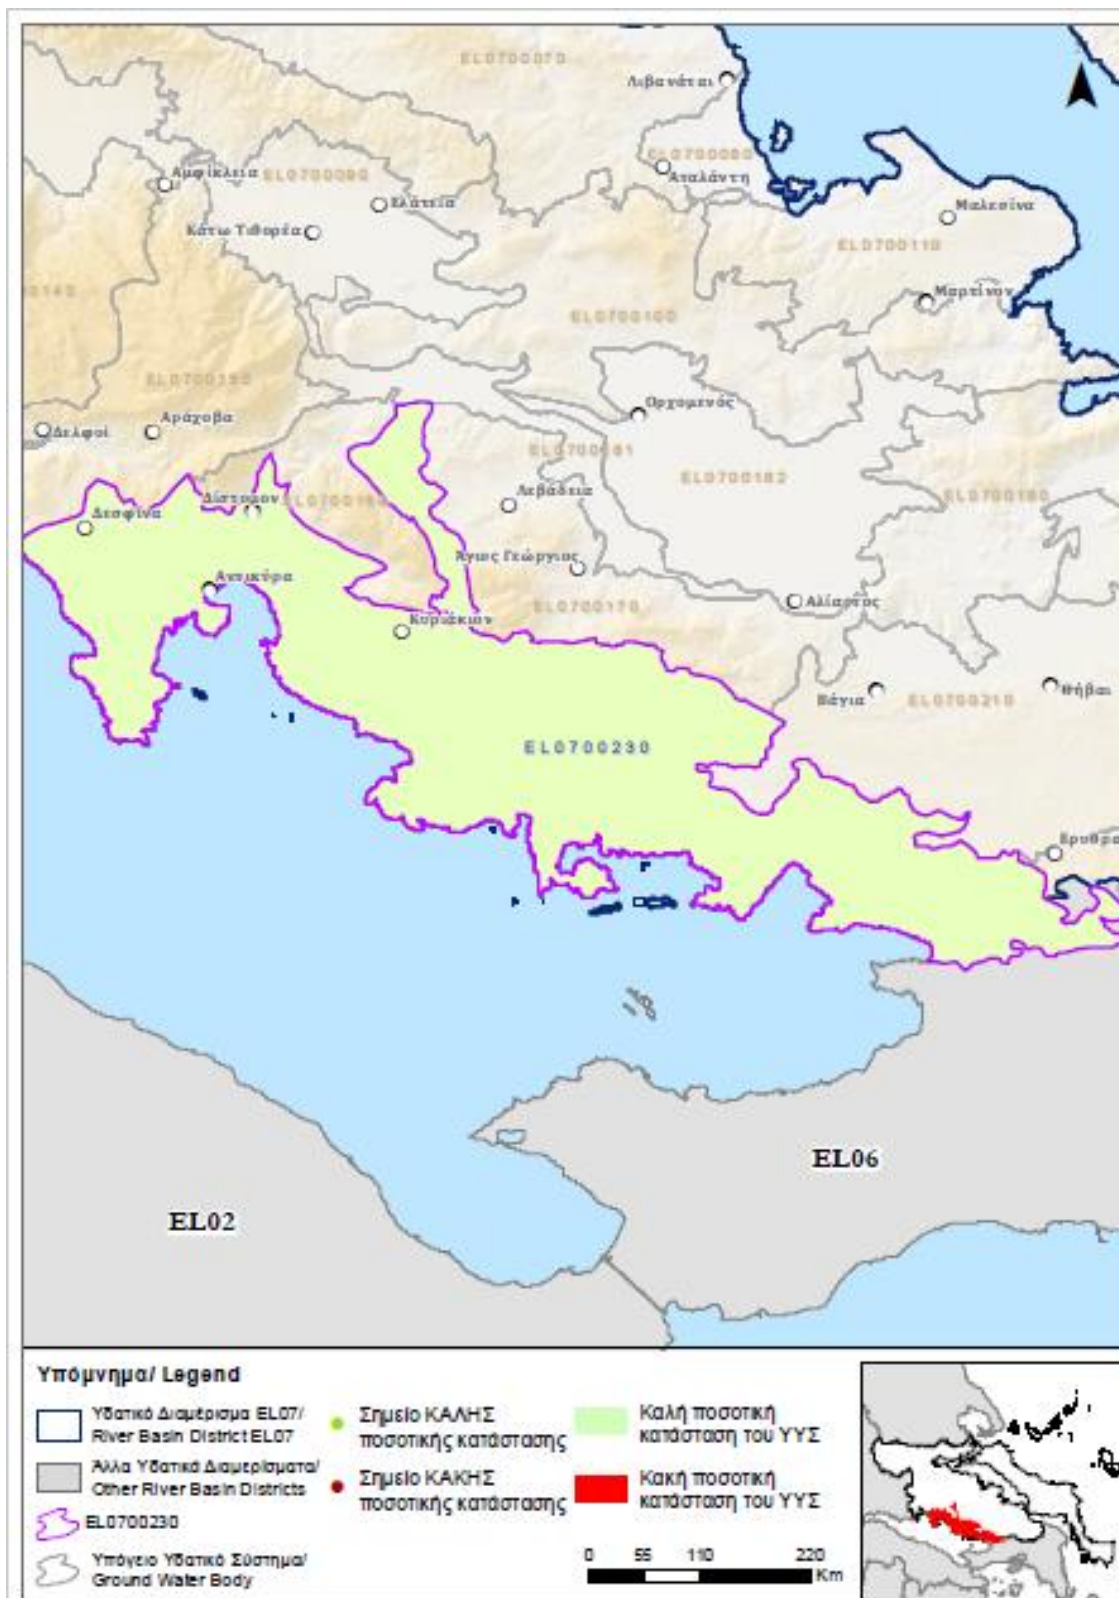 EL0700070
Λιβανάται
EL0700080
Αταλάντη
Αμφίκλεια
EL0700090
Ελάτεια
Κάτω Τιθορέα
Μαλεσίνα
EL0700110
Μαρτίνον
EL0700100
Ορχομενός
Δελφοί
Αράχοβα
EL0700182
Λεβάδεια
Δίστομον
Δεσφίνα
Άγιος Γεώργιος
Αλίαρτος
Αντικύρα
EL0700170
Κυριάκιον
Βάγια
EL0700210
Θήβαι
EL0700230
EL06
EL02
Υπόμνημα/ Legend
Υδατικό Διαμέρισμα EL07/
River Basin District EL07
Άλλα Υδατικά Διαμερίσματα/
Other River Basin Districts
EL0700230
Υπόγειο Υδατικό Σύστημα/
Ground Water Body
Σημείο ΚΑΛΗΣ
ποσοτικής κατάστασης
Σημείο ΚΑΚΗΣ
ποσοτικής κατάστασης
Καλή ποσοτική
κατάσταση του ΥΥΣ
Κακή ποσοτική
κατάσταση του ΥΥΣ
0 55 110 220
Km